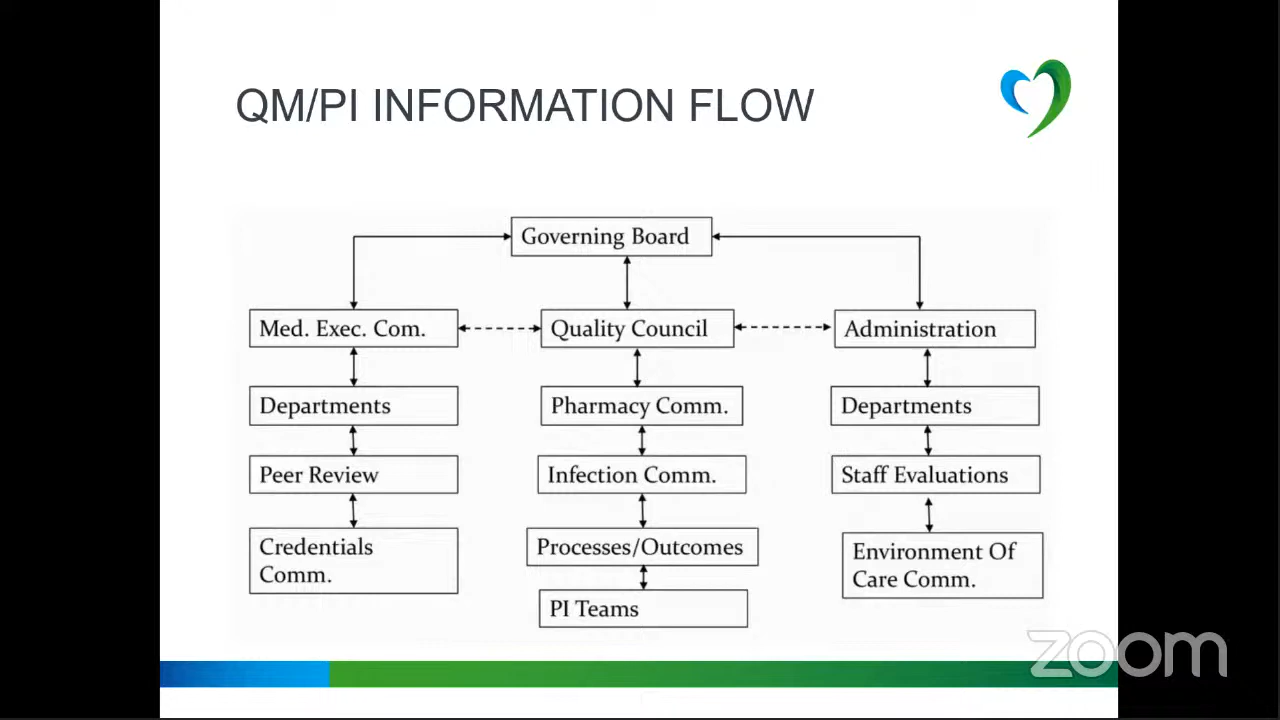 QM/PI INFORMATION FLOW
Governing Board
Med. Exec. Com.
Quality Council
Administration
Departments
Pharmacy Comm.
Departments
Peer Review
Infection Comm.
Staff Evaluations
Credentials
Comm.
Processes/Outcomes
Environment Of
Care Comm.
PI Teams
zoom